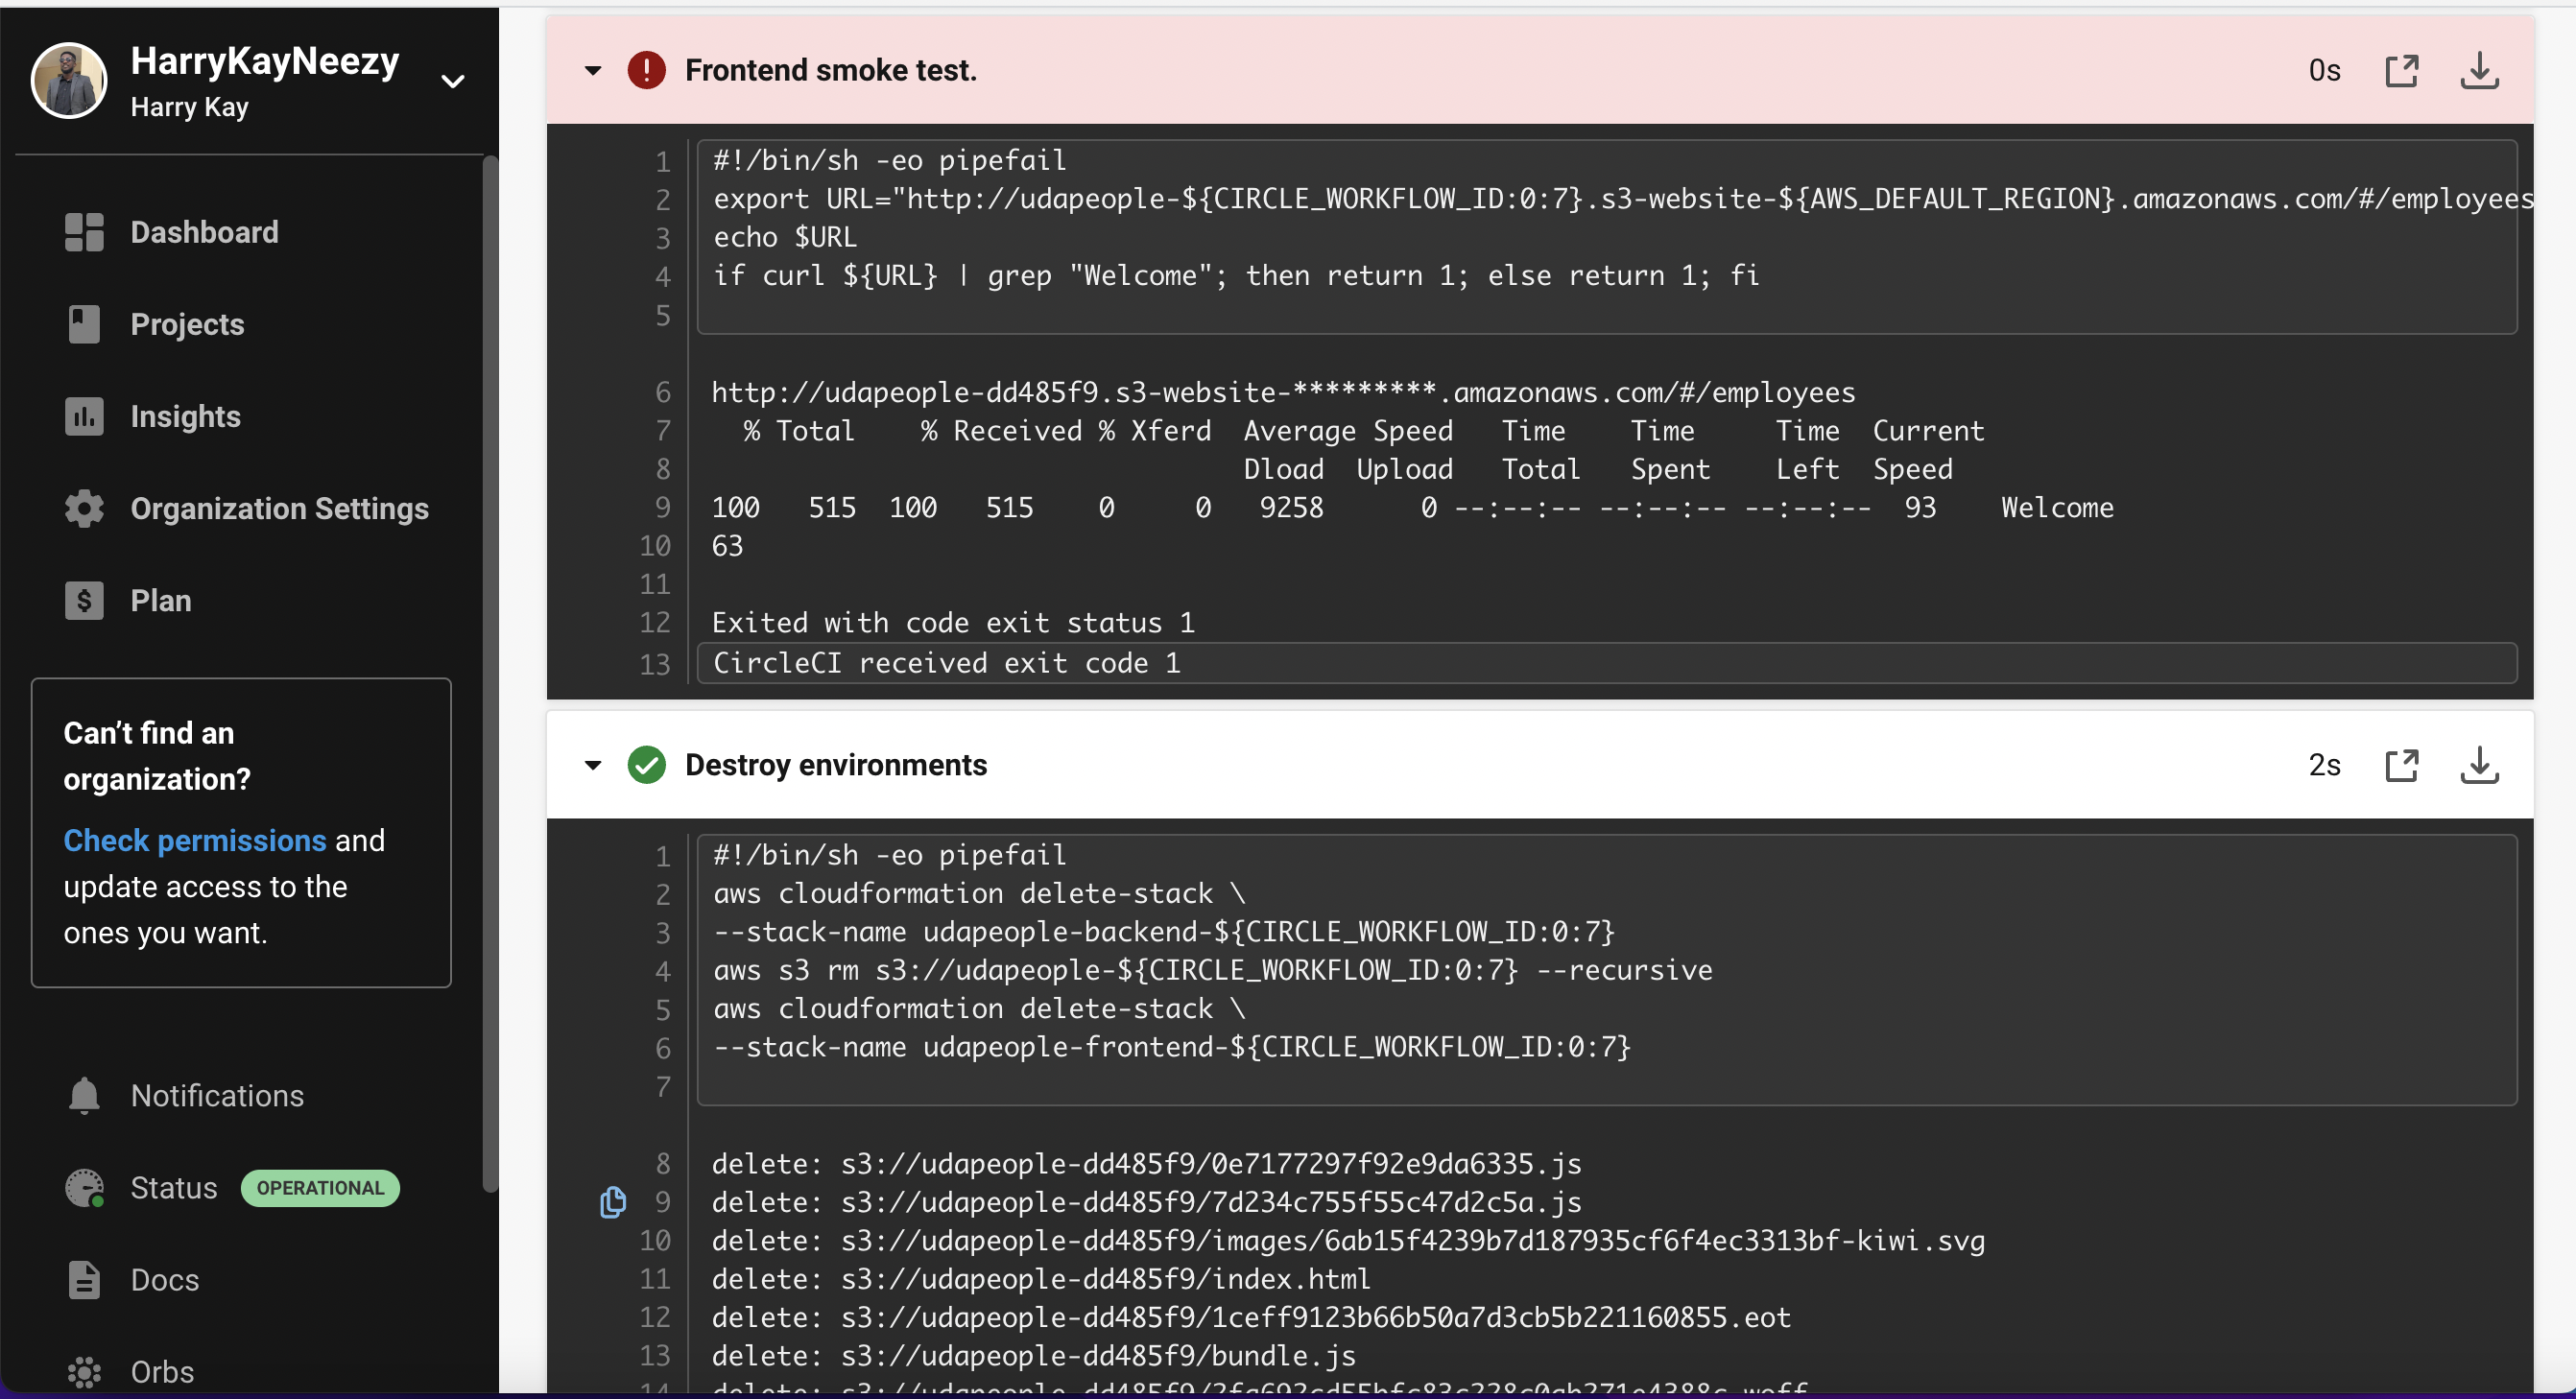 HarryKayNeezy
Harry Kay
Dashboard
Projects
Insights
Organization Settings
Plan
Can’t find an
organization?
Check permissions and
update access to the
ones you want.
Notifications
Status OPERATIONAL
Docs
Orbs
Frontend smoke test. 0s
1 #!/bin/sh -eo pipefail
2 export URL="http://udapeople-${CIRCLE_WORKFLOW_ID:0:7}.s3-website-${AWS_DEFAULT_REGION}.amazonaws.com/#/employees
3 echo $URL
4 if curl ${URL} | grep "Welcome"; then return 1; else return 1; fi
5
6 http://udapeople-dd485f9.s3-website-*********.amazonaws.com/#/employees
7 % Total % Received % Xferd Average Speed Time Time Time Current
8 Dload Upload Total Spent Left Speed
9 100 515 100 515 0 0 9258 0 --:--:-- --:--:-- --:--:-- 93 Welcome
10 63
11
12 Exited with code exit status 1
13 CircleCI received exit code 1
Destroy environments 2s
1 #!/bin/sh -eo pipefail
2 aws cloudformation delete-stack \
3 --stack-name udapeople-backend-${CIRCLE_WORKFLOW_ID:0:7}
4 aws s3 rm s3://udapeople-${CIRCLE_WORKFLOW_ID:0:7} --recursive
5 aws cloudformation delete-stack \
6 --stack-name udapeople-frontend-${CIRCLE_WORKFLOW_ID:0:7}
7
8 delete: s3://udapeople-dd485f9/0e7177297f92e9da6335.js
9 delete: s3://udapeople-dd485f9/7d234c755f55c47d2c5a.js
10 delete: s3://udapeople-dd485f9/images/6ab15f4239b7d187935cf6f4ec3313bf-kiwi.svg
11 delete: s3://udapeople-dd485f9/index.html
12 delete: s3://udapeople-dd485f9/1ceff9123b66b50a7d3cb5b221160855.eot
13 delete: s3://udapeople-dd485f9/bundle.js
14 delete: